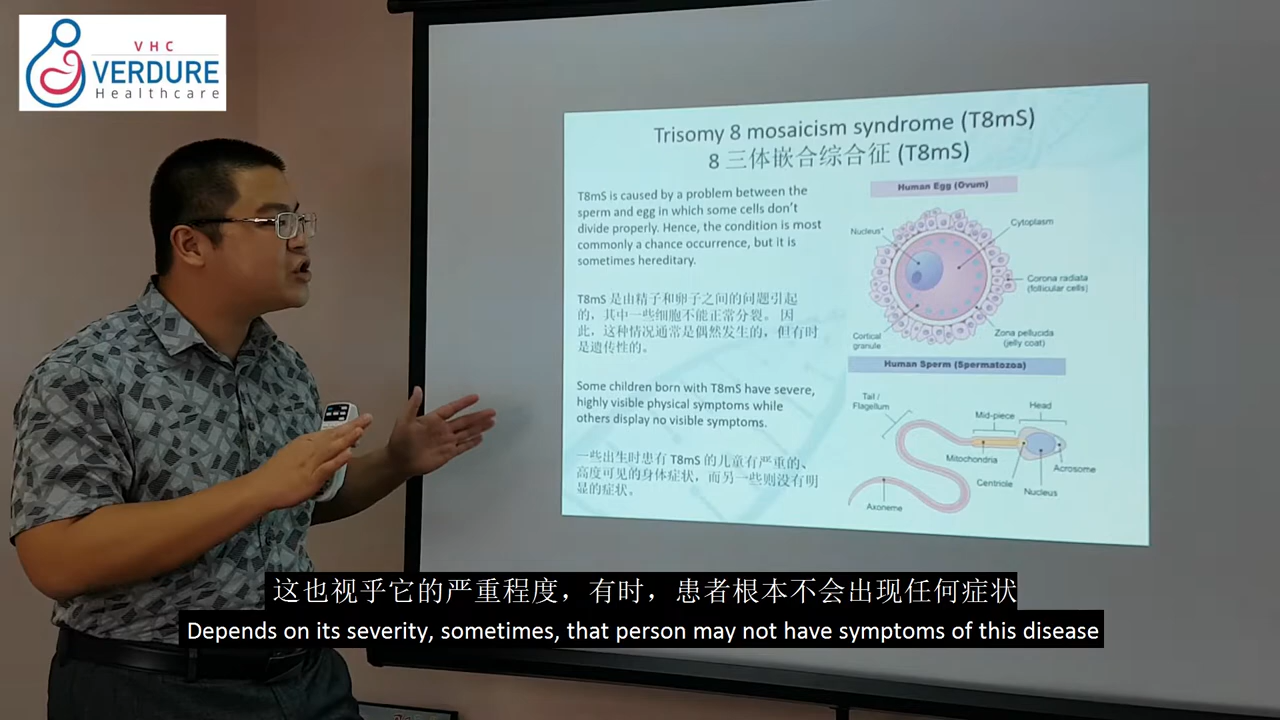 VHC
VERDURE
Healthcare
Trisomy 8 mosaicism syndrome (T8mS)
8 三体嵌合综合征 (T8mS)
T8mS is caused by a problem between the
sperm and egg in which some cells don't
divide properly. Hence, the condition is most
commonly a chance occurrence, but it is
sometimes hereditary.
T8mS 是由精子和卵子之间的问题引起
的，其中一些细胞不能正常分裂。 因
此，这种情况通常是偶然发生的，但有时
是遗传性的。
Some children born with T8mS have severe,
highly visible physical symptoms while
others display no visible symptoms.
一些出生时患有 T8mS 的儿童有严重的、
高度可见的身体症状，而另一些则没有明
显的症状。
Human Egg (Ovum)
Nucleus*
Cytoplasm
Corona radiata
(follicular cells)
Zona pellucida
(jelly coat)
Cortical
granule
Human Sperm (Spermatozoa)
Tail /
Flagellum
Mid-piece
Head
Mitochondria
Acrosome
Centriole
Nucleus
Axoneme
这也视乎它的严重程度，有时，患者根本不会出现任何症状
Depends on its severity, sometimes, that person may not have symptoms of this disease